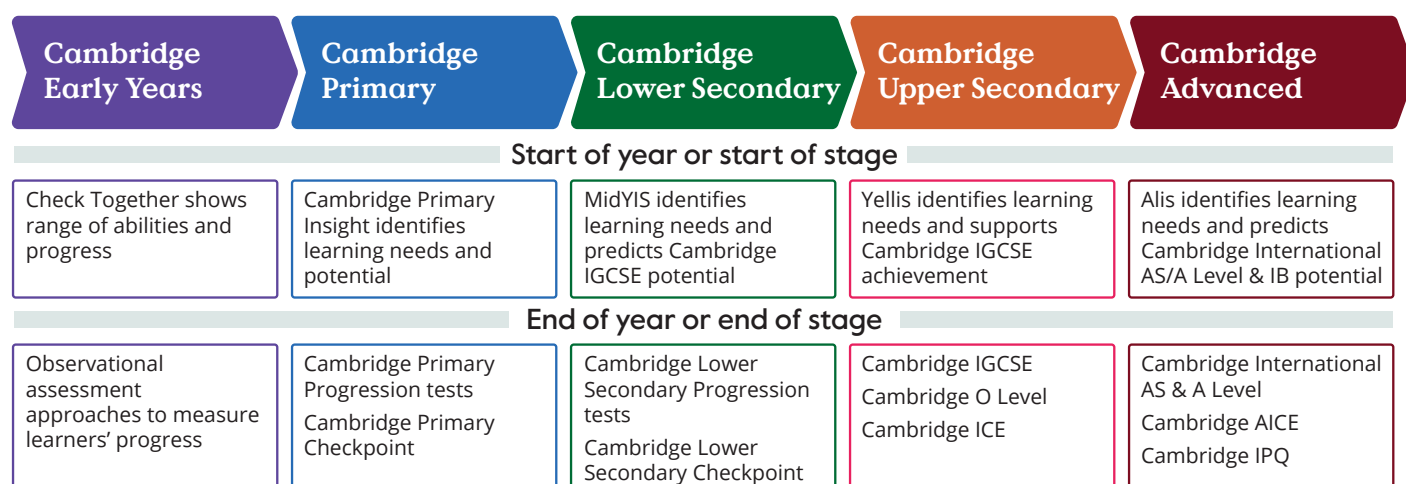 Cambridge
Early Years
Cambridge
Primary
Cambridge
Lower Secondary
Cambridge
Upper Secondary
Cambridge
Advanced
Start of year or start of stage
Check Together shows
range of abilities and
progress
Cambridge Primary
Insight identifies
learning needs and
potential
MidYIS identifies
learning needs and
predicts Cambridge
IGCSE potential
Yellis identifies learning
needs and supports
Cambridge IGCSE
achievement
Alis identifies learning
needs and predicts
Cambridge International
AS/A Level & IB potential
End of year or end of stage
Observational
assessment
approaches to measure
learners’ progress
Cambridge Primary
Progression tests
Cambridge Primary
Checkpoint
Cambridge Lower
Secondary Progression
tests
Cambridge Lower
Secondary Checkpoint
Cambridge IGCSE
Cambridge O Level
Cambridge ICE
Cambridge International
AS & A Level
Cambridge AICE
Cambridge IPQ